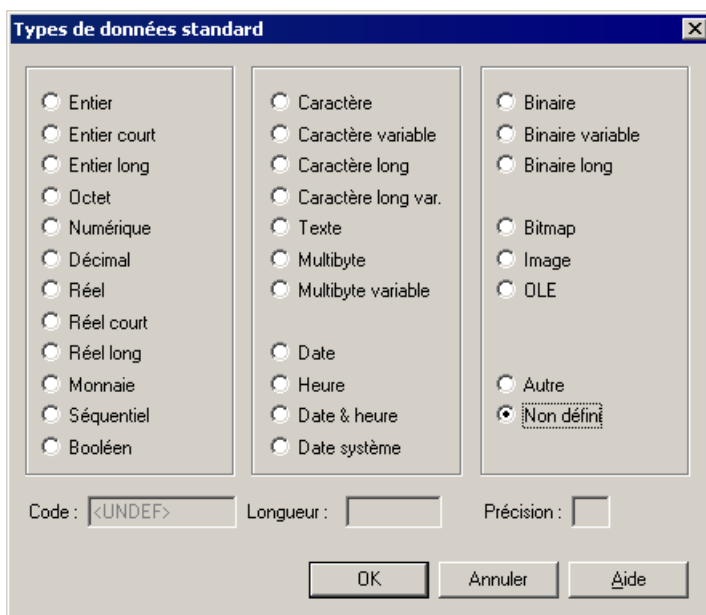 Types de données standard
Entier
Entier court
Entier long
Octet
Numérique
Décimal
Réel
Réel court
Réel long
Monnaie
Séquentiel
Booléen
Caractère
Caractère variable
Caractère long
Caractère long var.
Texte
Multibyte
Multibyte variable
Date
Heure
Date & heure
Date système
Binaire
Binaire variable
Binaire long
Bitmap
Image
OLE
Autre
Non défini
Code : <UNDEF> Longueur : Précision :
OK Annuler Aide